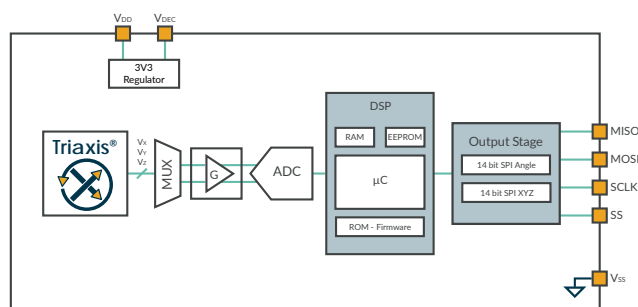 VDD VDEC
3V3
Regulator
Triaxis®
VX
VY
VZ
MUX
G
ADC
DSP
RAM
EEPROM
µC
ROM - Firmware
Output Stage
14 bit SPI Angle
14 bit SPI XYZ
MISO
MOSI
SCLK
SS
VSS